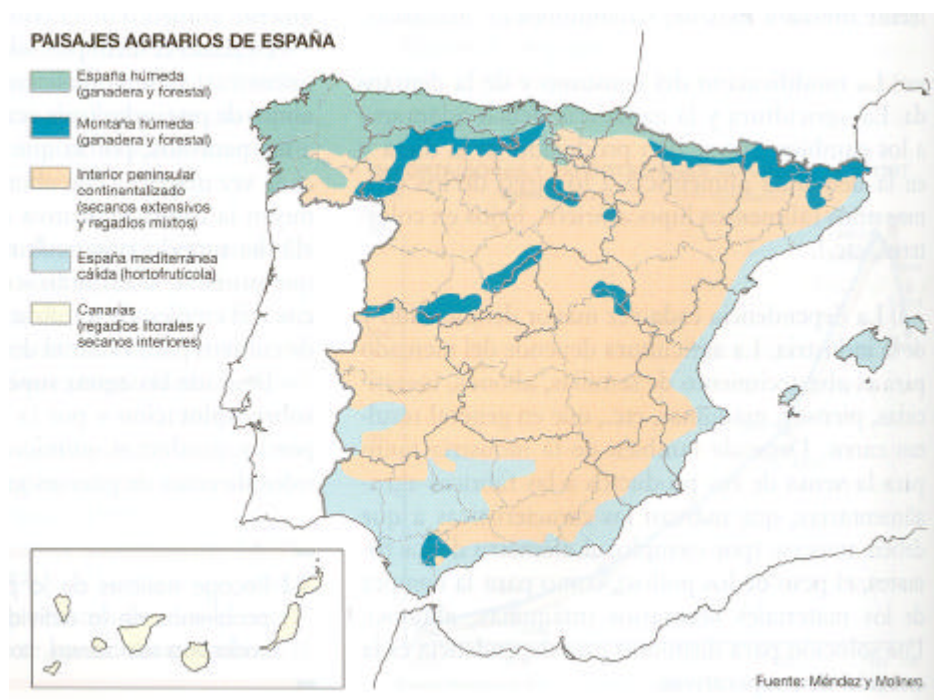 PAISAJES AGRARIOS DE ESPAÑA
España húmeda
(ganadera y forestal)
Montaña húmeda
(ganadera y forestal)
Interior peninsular
continentalizado
(secanos extensivos
y regadíos mixtos)
España mediterránea
cálida (hortofrutícola)
Canarias
(regadíos litorales y
secanos interiores)
Fuente: Méndez y Molinero